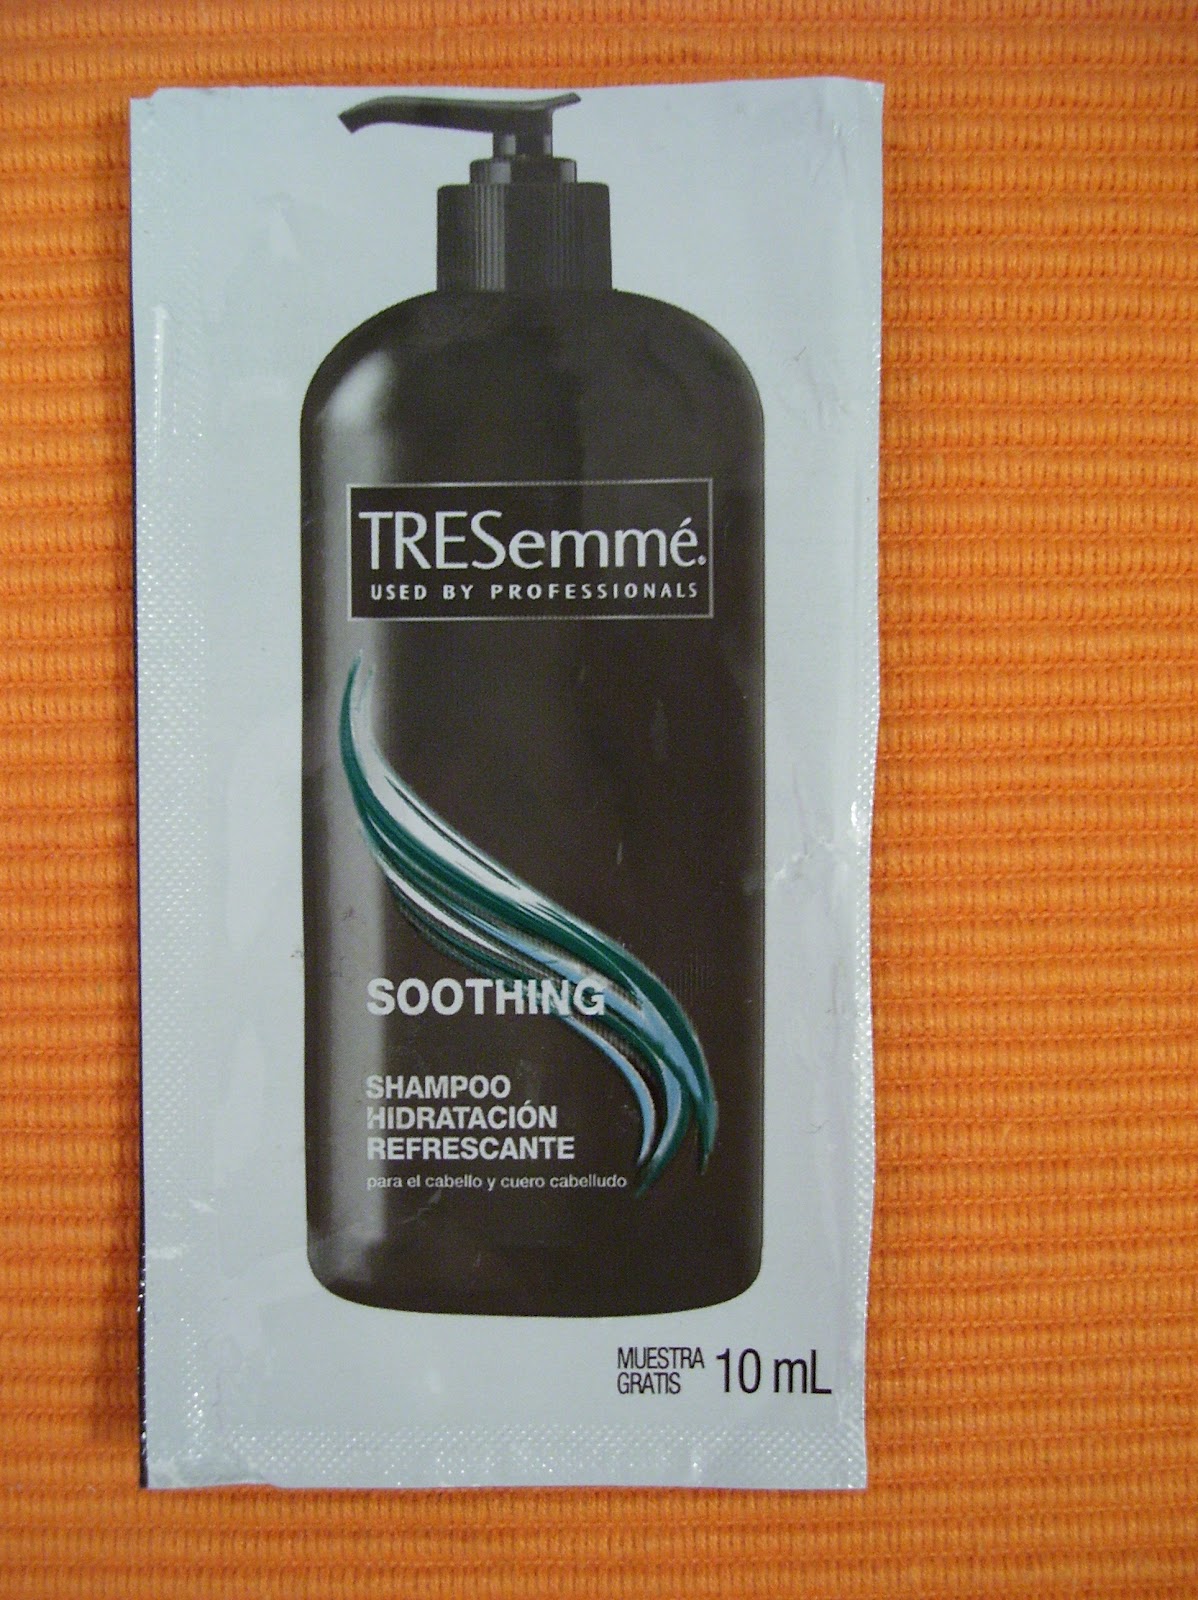 TRESemmé.
USED BY PROFESSIONALS
SOOTHING
SHAMPOO
HIDRATACIÓN
REFRESCANTE
para el cabello y cuero cabelludo
MUESTRA
GRATIS 10 mL